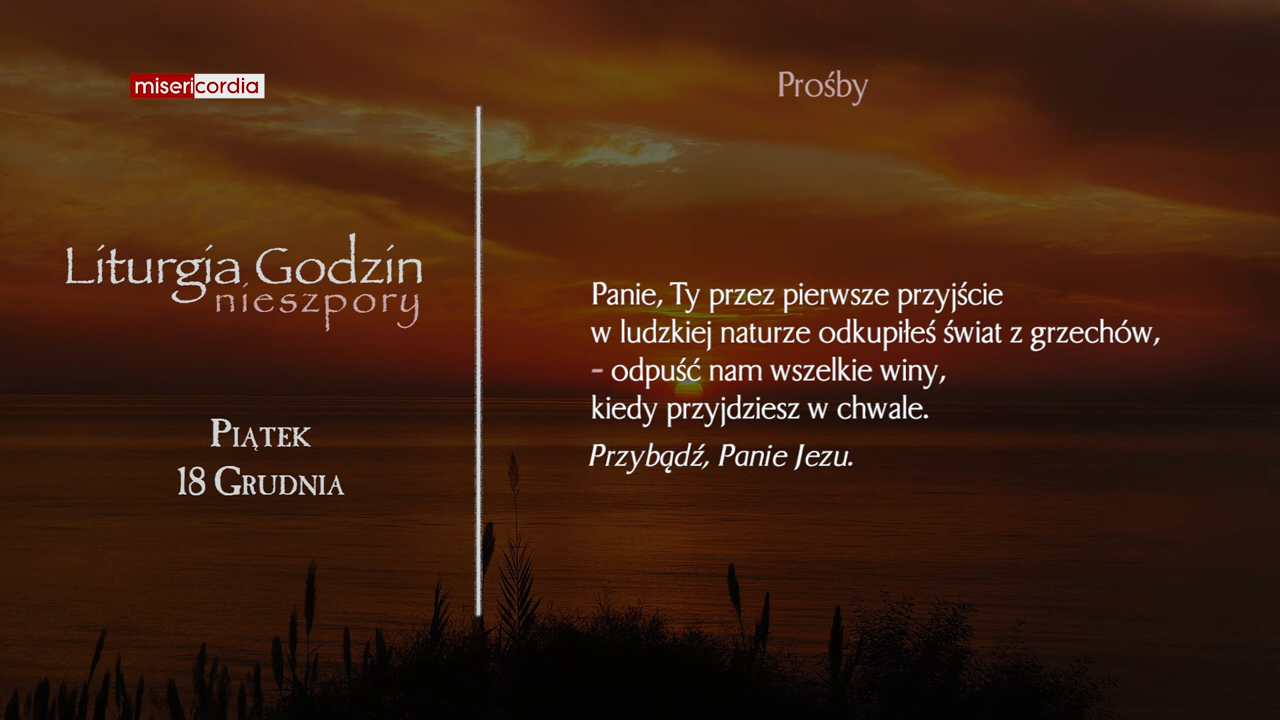 misericordia
Prośby
Liturgia Godzin
nieszpory
Piątek
18 Grudnia
Panie, Ty przez pierwsze przyjście
w ludzkiej naturze odkupiłeś świat z grzechów,
– odpuść nam wszelkie winy,
kiedy przyjdziesz w chwale.
Przybądź, Panie Jezu.